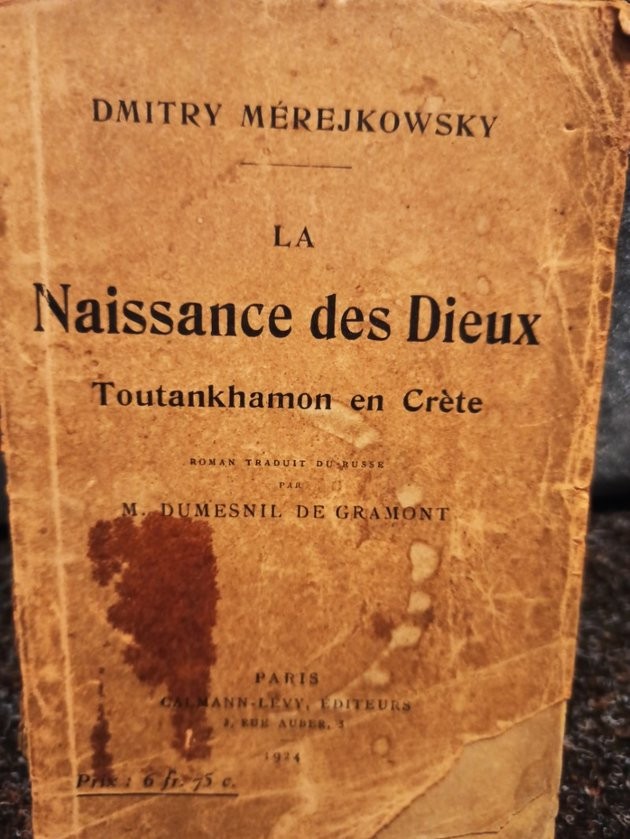 DMITRY MÉREJKOWSKY
LA
Naissance des Dieux
Toutankhamon en Crète
ROMAN TRADUIT DU RUSSE
PAR
M. DUMESNIL DE GRAMONT
PARIS
CALMANN-LÉVY, ÉDITEURS
3, RUE AUBER, 3
1924
Prix : 6 fr. 75 c.